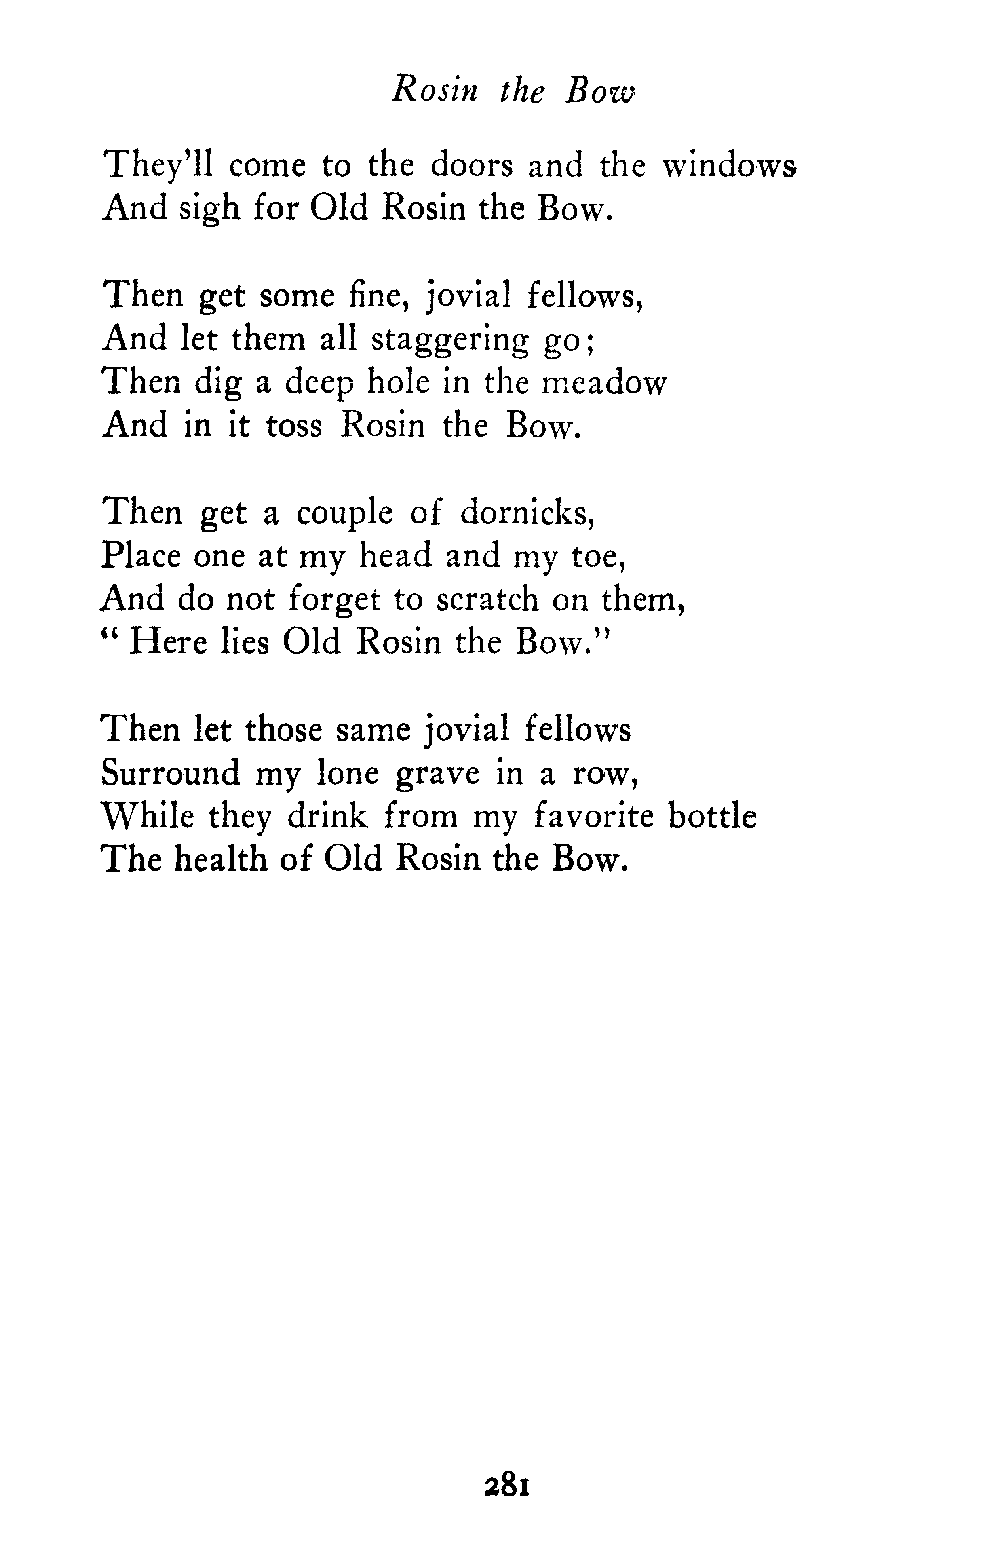 Rosin the Bow
They'll come to the doors and the windows
And sigh for Old Rosin the Bow.
Then get some fine, jovial fellows,
And let them all staggering go;
Then dig a deep hole in the meadow
And in it toss Rosin the Bow.
Then get a couple of dornicks,
Place one at my head and my toe,
And do not forget to scratch on them,
“ Here lies Old Rosin the Bow.”
Then let those same jovial fellows
Surround my lone grave in a row,
While they drink from my favorite bottle
The health of Old Rosin the Bow.
281